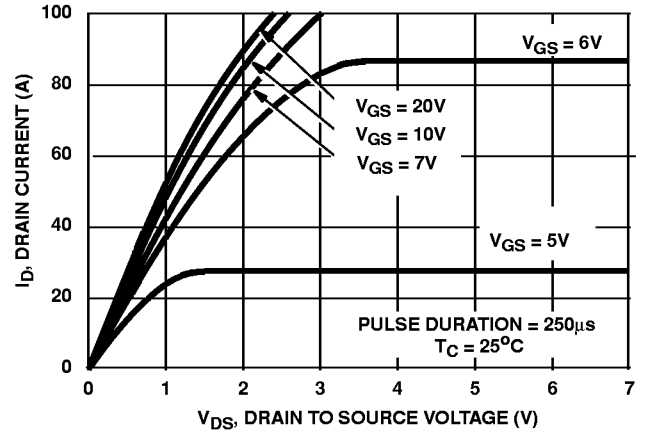 100
80
60
40
20
0
I_D, DRAIN CURRENT (A)
V_GS = 6V
V_GS = 20V
V_GS = 10V
V_GS = 7V
V_GS = 5V
PULSE DURATION = 250µs
T_C = 25°C
0 1 2 3 4 5 6 7
V_DS, DRAIN TO SOURCE VOLTAGE (V)